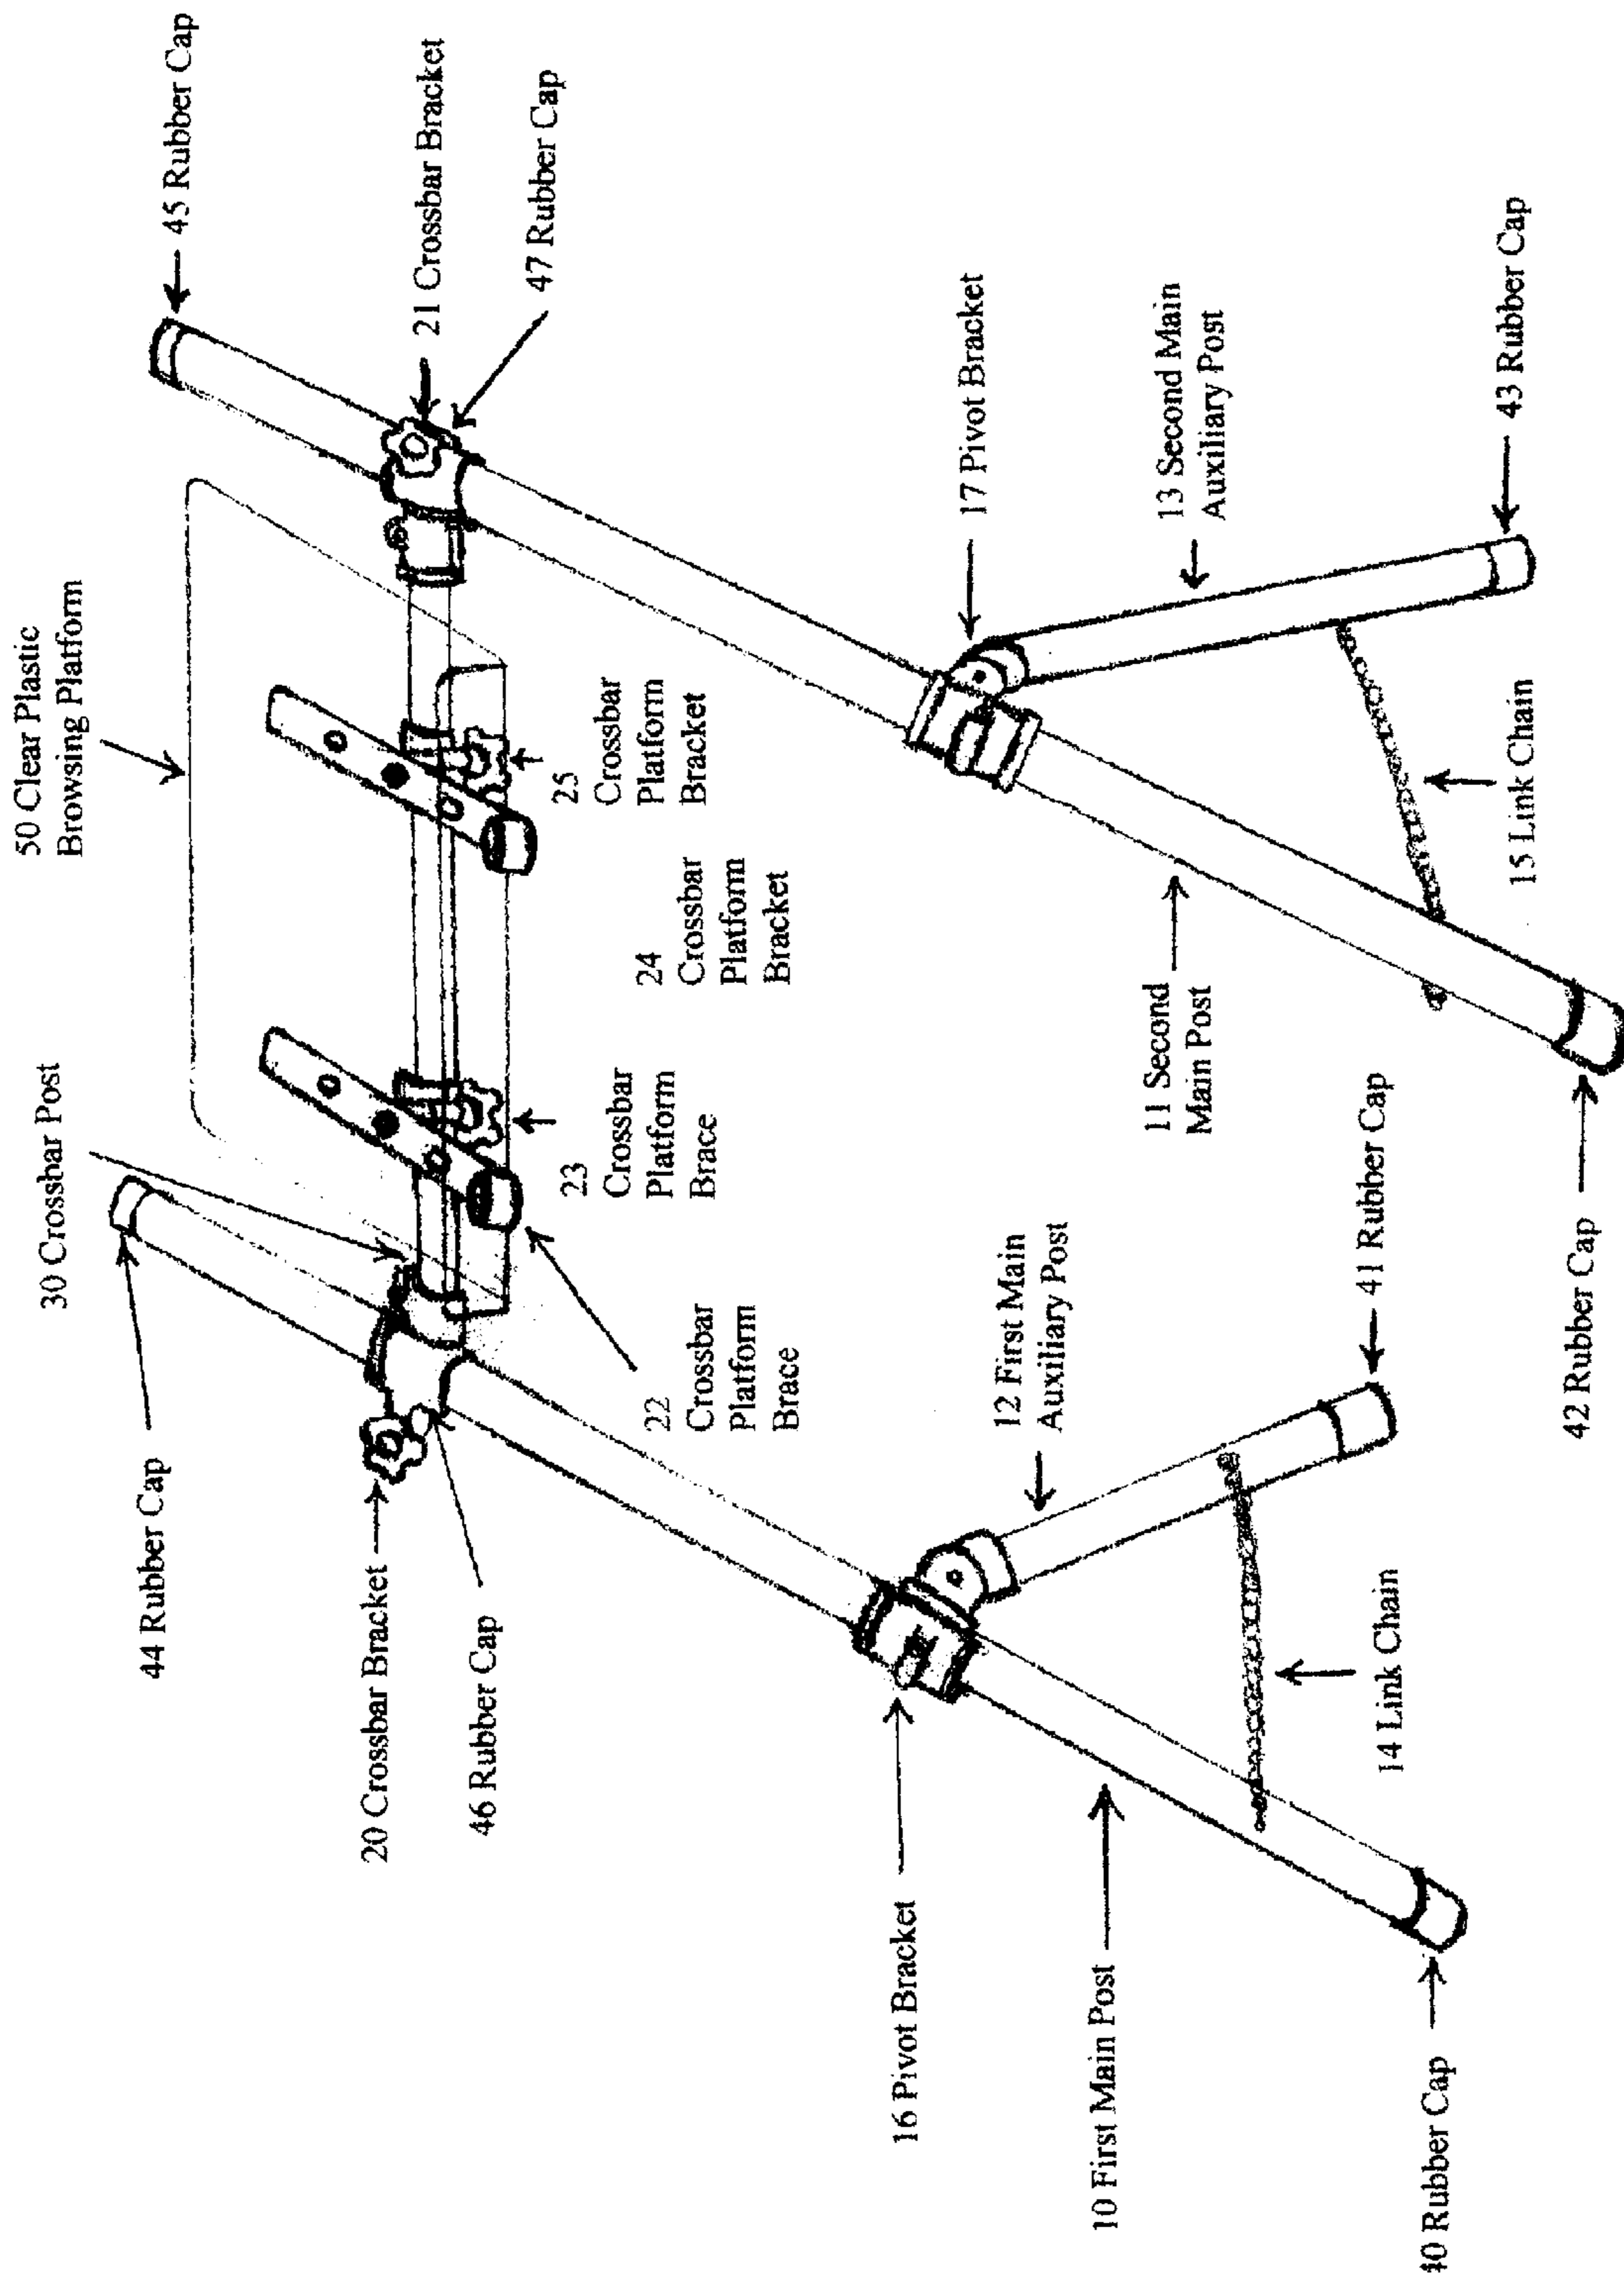 50 Clear Plastic
Browsing Platform
30 Crossbar Post
45 Rubber Cap
21 Crossbar Bracket
47 Rubber Cap
44 Rubber Cap
20 Crossbar Bracket
46 Rubber Cap
22
Crossbar
Platform
Brace
23
Crossbar
Platform
Brace
24
Crossbar
Platform
Bracket
25
Crossbar
Platform
Bracket
16 Pivot Bracket
12 First Main
Auxiliary Post
17 Pivot Bracket
13 Second Main
Auxiliary Post
10 First Main Post
11 Second
Main Post
14 Link Chain
41 Rubber Cap
15 Link Chain
43 Rubber Cap
40 Rubber Cap
42 Rubber Cap